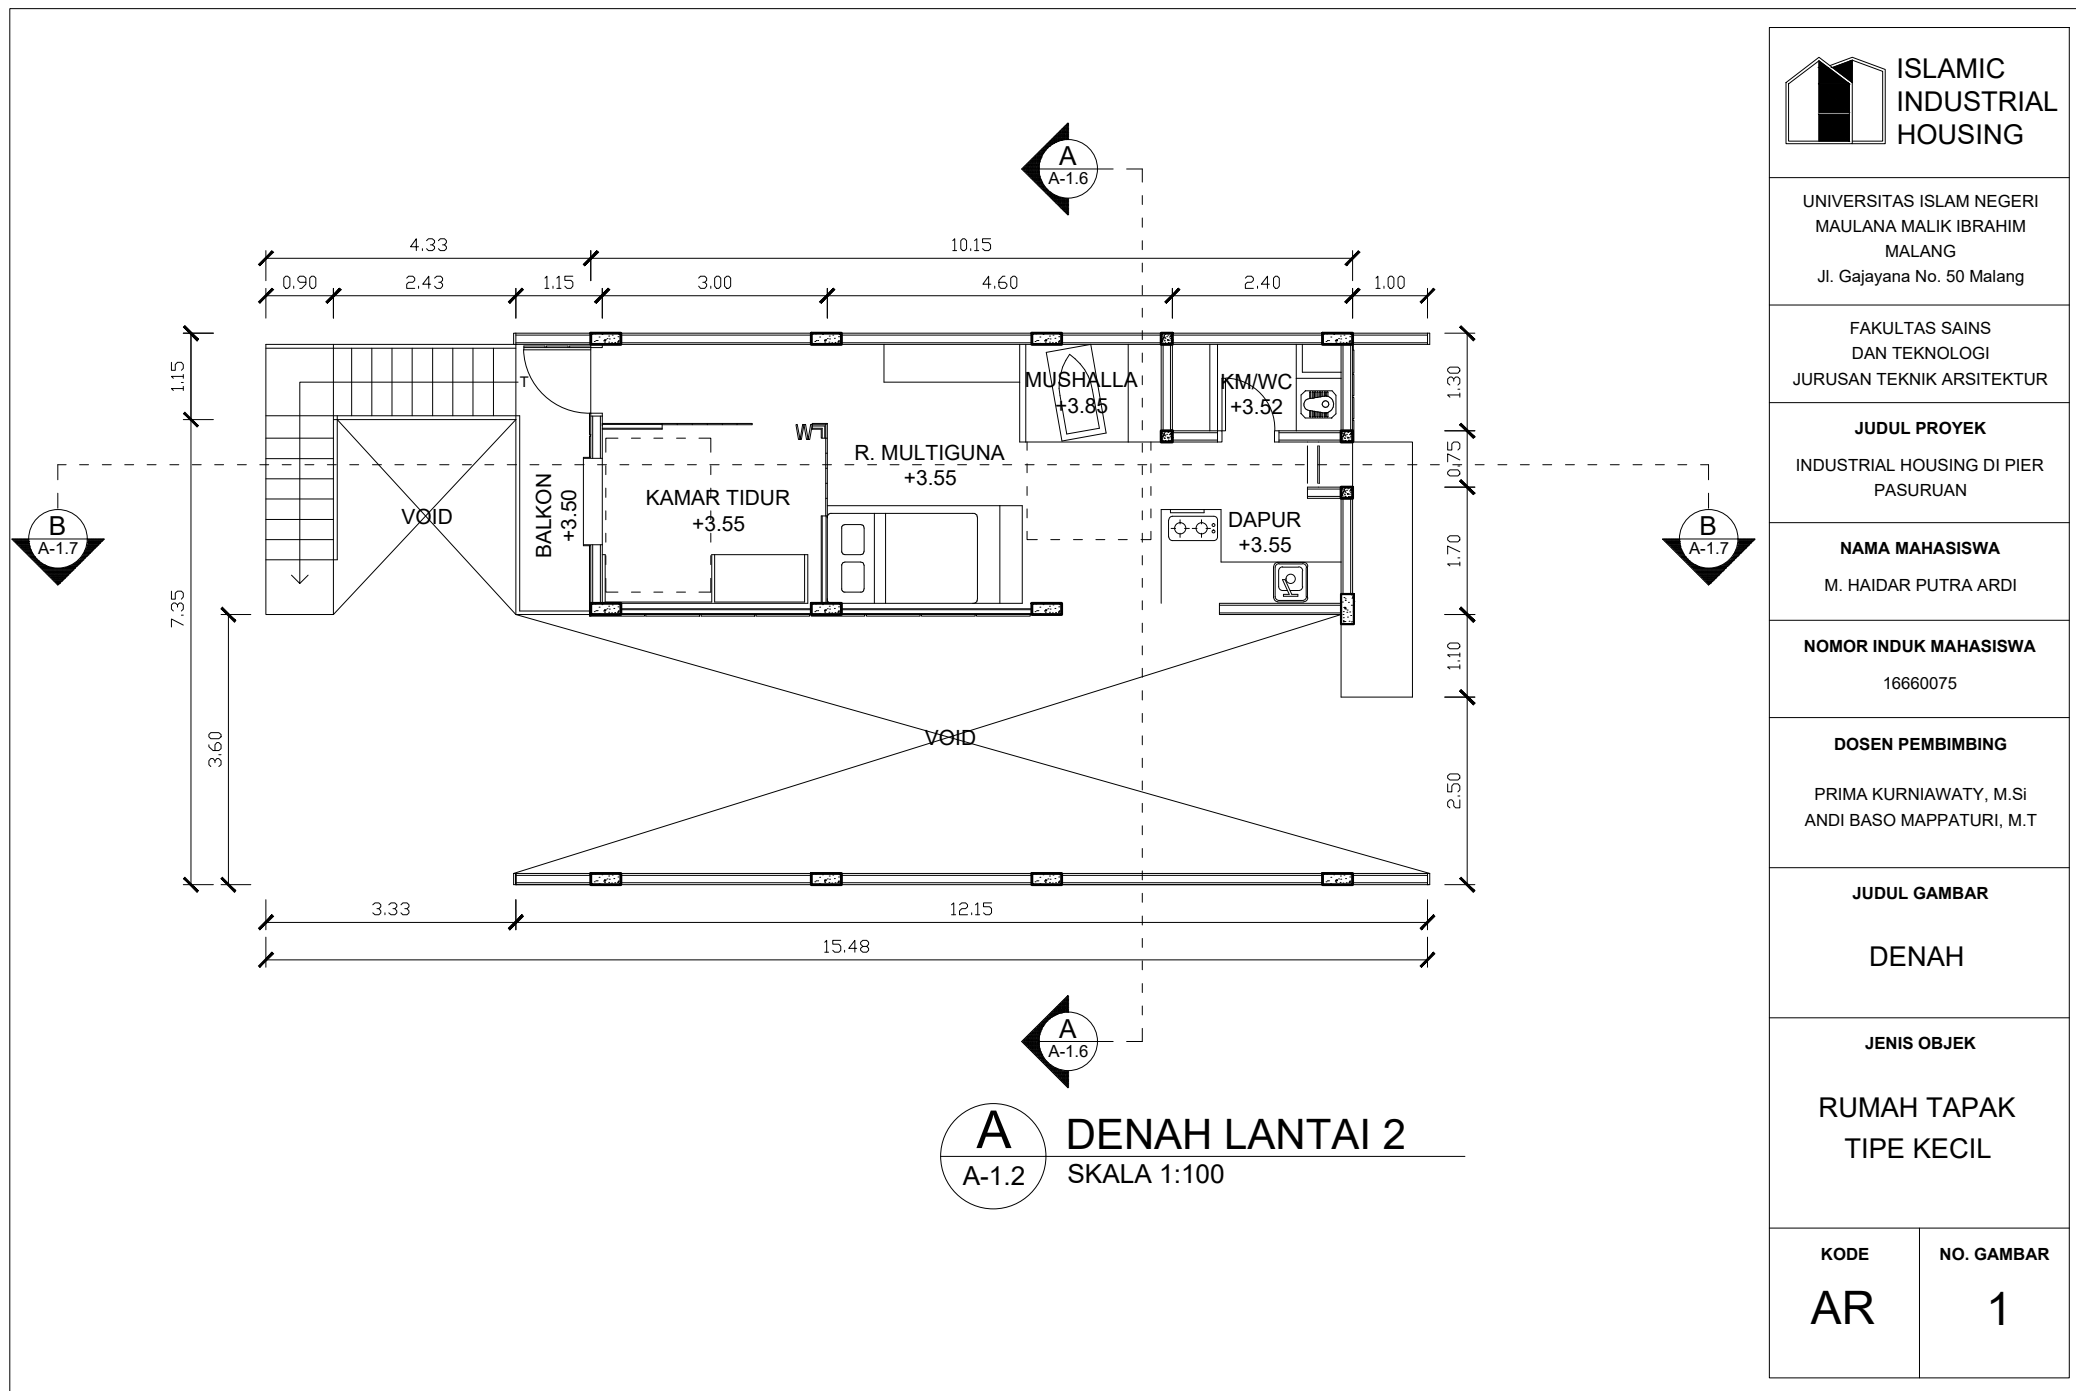 A
A-1.6
4.33
10.15
0.90
2.43
1.15
3.00
4.60
2.40
1.00
1.15
7.35
3.60
T
MUSHALLA
+3.85
KM/WC
+3.52
W
R. MULTIGUNA
+3.55
KAMAR TIDUR
+3.55
BALKON
+3.50
DAPUR
+3.55
VOID
VOID
1.30
0.75
1.70
1.10
2.50
B
A-1.7
B
A-1.7
3.33
12.15
15.48
A
A-1.6
A
A-1.2
DENAH LANTAI 2
SKALA 1:100
ISLAMIC
INDUSTRIAL
HOUSING
UNIVERSITAS ISLAM NEGERI
MAULANA MALIK IBRAHIM
MALANG
Jl. Gajayana No. 50 Malang
FAKULTAS SAINS
DAN TEKNOLOGI
JURUSAN TEKNIK ARSITEKTUR
JUDUL PROYEK
INDUSTRIAL HOUSING DI PIER
PASURUAN
NAMA MAHASISWA
M. HAIDAR PUTRA ARDI
NOMOR INDUK MAHASISWA
16660075
DOSEN PEMBIMBING
PRIMA KURNIAWATY, M.Si
ANDI BASO MAPPATURI, M.T
JUDUL GAMBAR
DENAH
JENIS OBJEK
RUMAH TAPAK
TIPE KECIL
KODE
AR
NO. GAMBAR
1